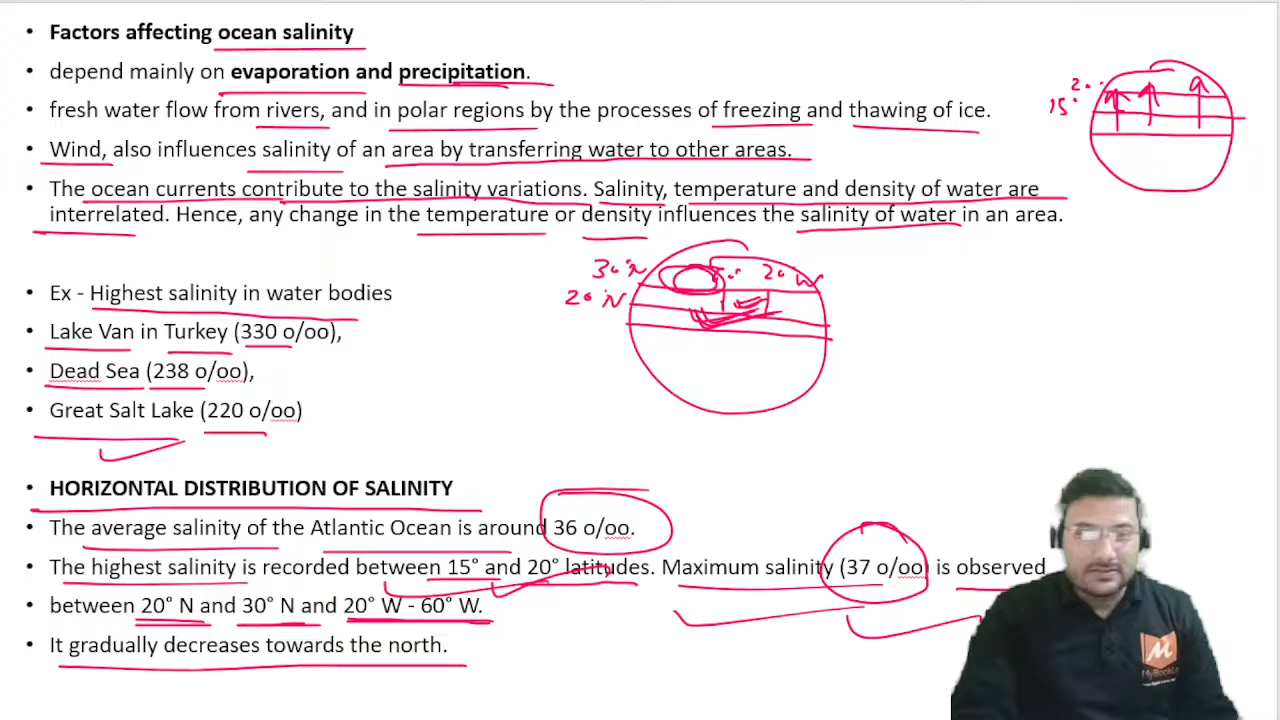 • Factors affecting ocean salinity
• depend mainly on evaporation and precipitation.
• fresh water flow from rivers, and in polar regions by the processes of freezing and thawing of ice.
• Wind, also influences salinity of an area by transferring water to other areas.
• The ocean currents contribute to the salinity variations. Salinity, temperature and density of water are
interrelated. Hence, any change in the temperature or density influences the salinity of water in an area.
20
15°
30 N
20 N
20 W
• Ex - Highest salinity in water bodies
• Lake Van in Turkey (330 o/oo),
• Dead Sea (238 o/oo),
• Great Salt Lake (220 o/oo)
• HORIZONTAL DISTRIBUTION OF SALINITY
• The average salinity of the Atlantic Ocean is around 36 o/oo.
• The highest salinity is recorded between 15° and 20° latitudes. Maximum salinity (37 o/oo) is observed
• between 20° N and 30° N and 20° W - 60° W.
• It gradually decreases towards the north.